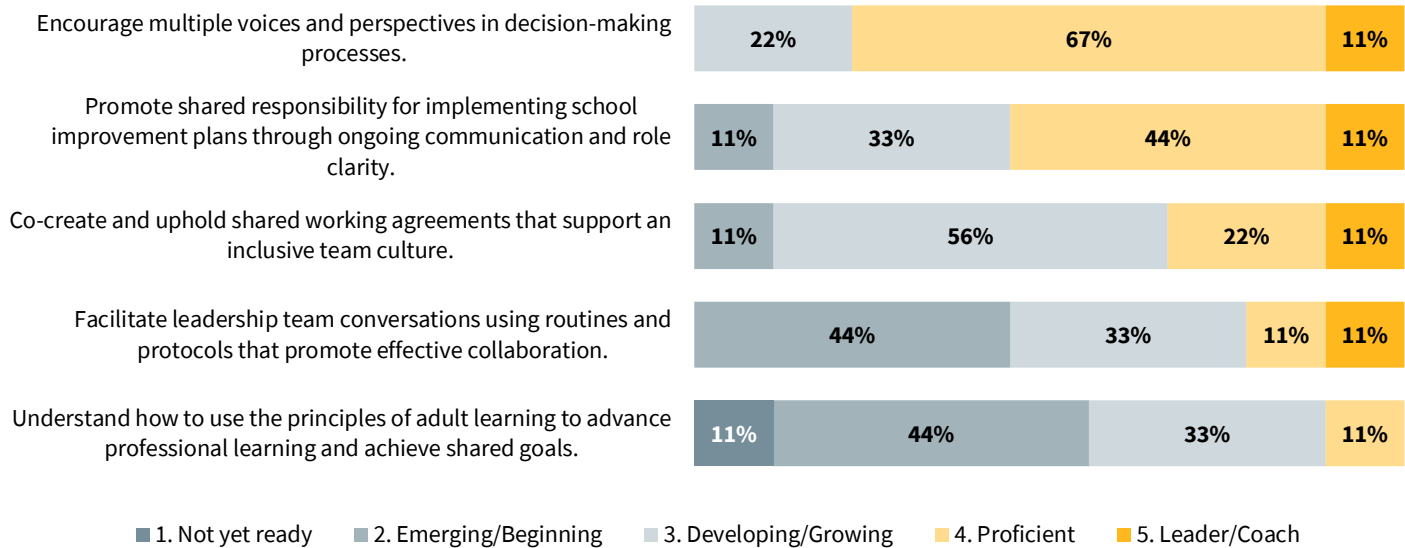 Encourage multiple voices and perspectives in decision-making
processes.
22% 67% 11%
Promote shared responsibility for implementing school
improvement plans through ongoing communication and role
clarity.
11% 33% 44% 11%
Co-create and uphold shared working agreements that support an
inclusive team culture.
11% 56% 22% 11%
Facilitate leadership team conversations using routines and
protocols that promote effective collaboration.
44% 33% 11% 11%
Understand how to use the principles of adult learning to advance
professional learning and achieve shared goals.
11% 44% 33% 11%
1. Not yet ready 2. Emerging/Beginning 3. Developing/Growing 4. Proficient 5. Leader/Coach